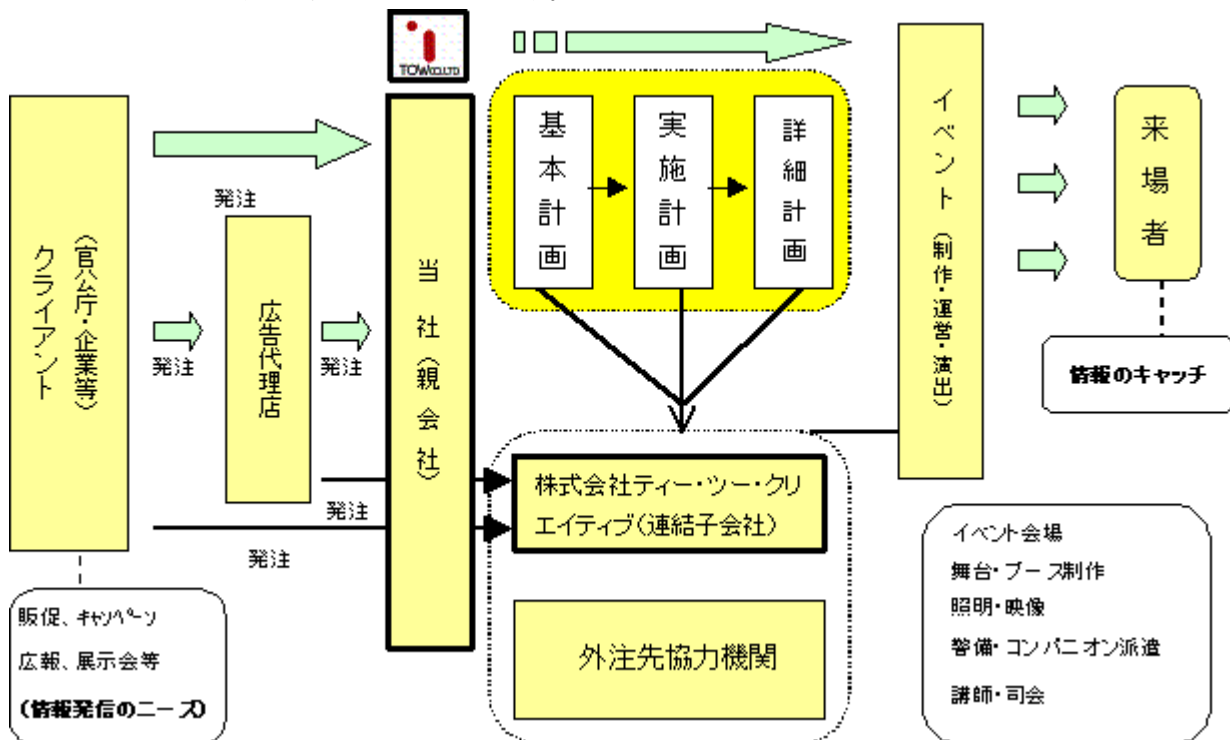 TOW CO.LTD
基本計画
実施計画
詳細計画
イベント（制作・運営・演出）
来場者
情報のキャッチ
発注
クライアント
（官公庁・企業等）
発注
広告代理店
発注
当社（親会社）
発注
発注
株式会社ティー・ツー・クリ
エイティブ（連結子会社）
外注先協力機関
販促、キャンペーン
広報、展示会等
（情報発信のニーズ）
イベント会場
舞台・ブース制作
照明・映像
警備・コンパニオン派遣
講師・司会